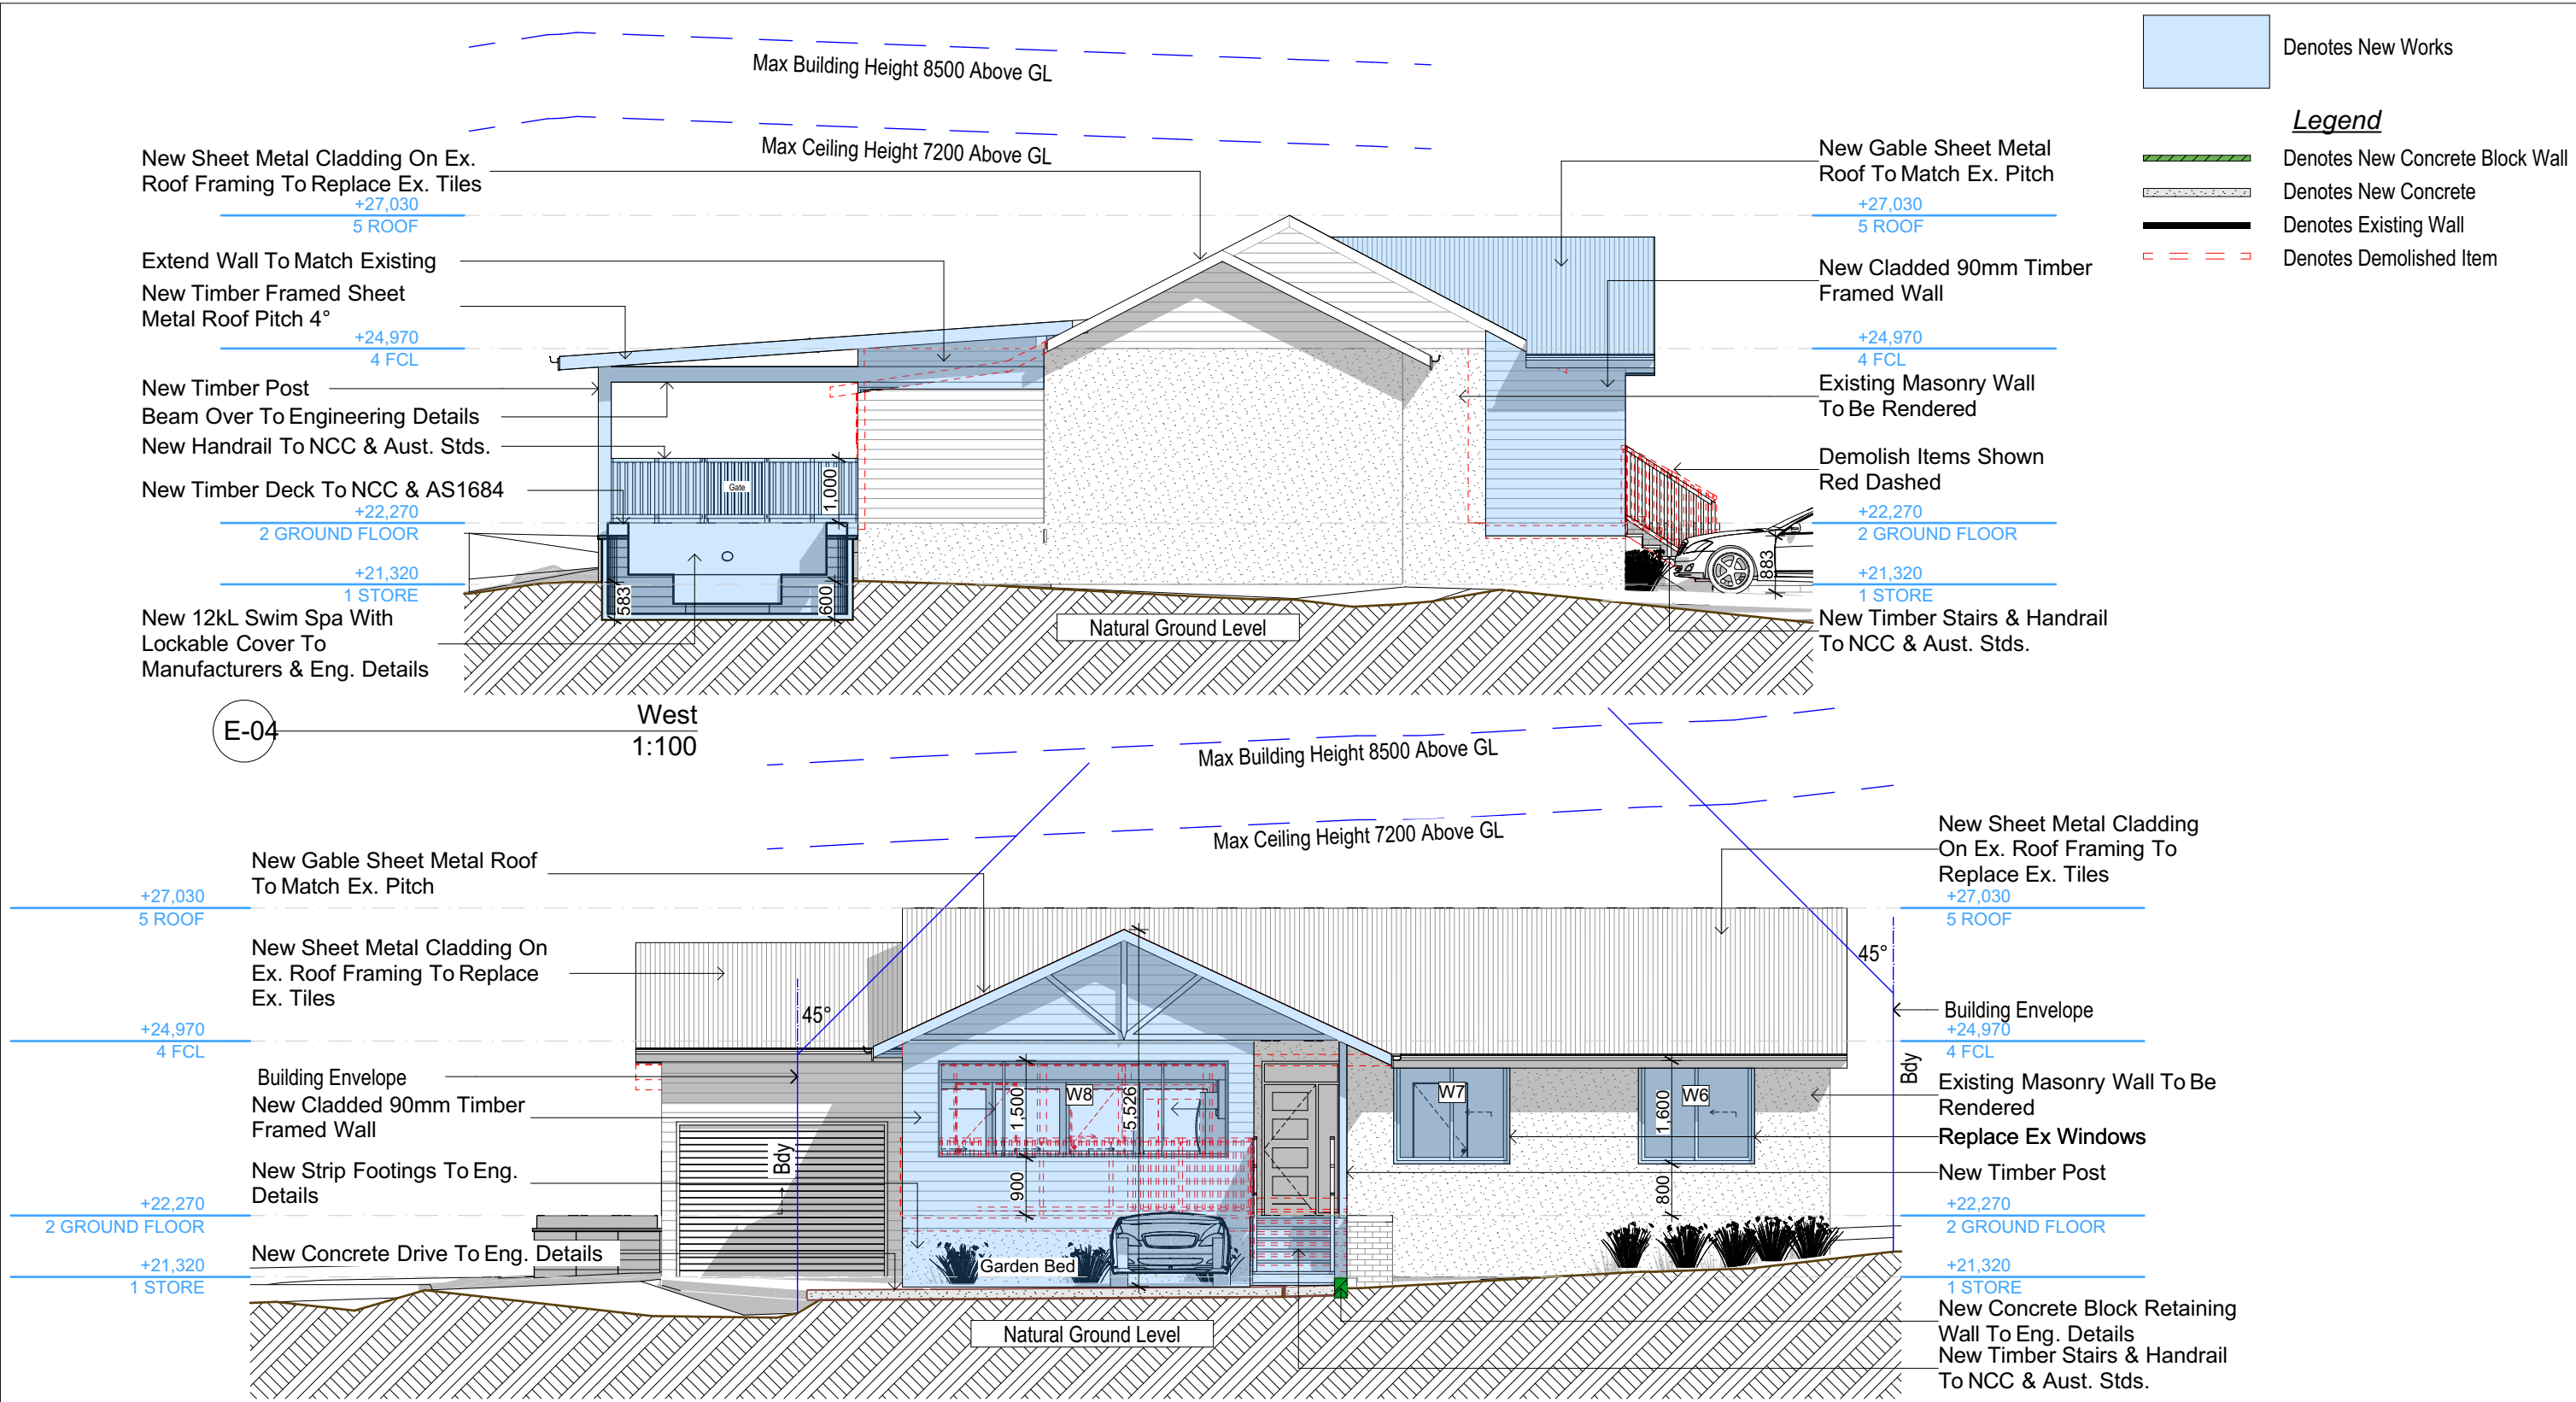 Max Building Height 8500 Above GL
Max Ceiling Height 7200 Above GL
Denotes New Works
Legend
Denotes New Concrete Block Wall
Denotes New Concrete
Denotes Existing Wall
Denotes Demolished Item
New Sheet Metal Cladding On Ex.
Roof Framing To Replace Ex. Tiles
+27,030
5 ROOF
Extend Wall To Match Existing
New Timber Framed Sheet
Metal Roof Pitch 4°
+24,970
4 FCL
New Timber Post
Beam Over To Engineering Details
New Handrail To NCC & Aust. Stds.
New Timber Deck To NCC & AS1684
+22,270
2 GROUND FLOOR
+21,320
1 STORE
New 12kL Swim Spa With
Lockable Cover To
Manufacturers & Eng. Details
Gate
1,000
583
600
883
Natural Ground Level
New Gable Sheet Metal
Roof To Match Ex. Pitch
+27,030
5 ROOF
New Cladded 90mm Timber
Framed Wall
+24,970
4 FCL
Existing Masonry Wall
To Be Rendered
Demolish Items Shown
Red Dashed
+22,270
2 GROUND FLOOR
+21,320
1 STORE
New Timber Stairs & Handrail
To NCC & Aust. Stds.
E-04
West
1:100
Max Building Height 8500 Above GL
Max Ceiling Height 7200 Above GL
New Gable Sheet Metal Roof
To Match Ex. Pitch
+27,030
5 ROOF
New Sheet Metal Cladding On
Ex. Roof Framing To Replace
Ex. Tiles
+24,970
4 FCL
Building Envelope
New Cladded 90mm Timber
Framed Wall
New Strip Footings To Eng.
Details
+22,270
2 GROUND FLOOR
New Concrete Drive To Eng. Details
+21,320
1 STORE
45°
Bdy
1,500
900
W8
5,526
Garden Bed
W7
1,600
W6
800
Natural Ground Level
45°
Bdy
New Sheet Metal Cladding
On Ex. Roof Framing To
Replace Ex. Tiles
+27,030
5 ROOF
Building Envelope
+24,970
4 FCL
Existing Masonry Wall To Be
Rendered
Replace Ex Windows
New Timber Post
+22,270
2 GROUND FLOOR
+21,320
1 STORE
New Concrete Block Retaining
Wall To Eng. Details
New Timber Stairs & Handrail
To NCC & Aust. Stds.